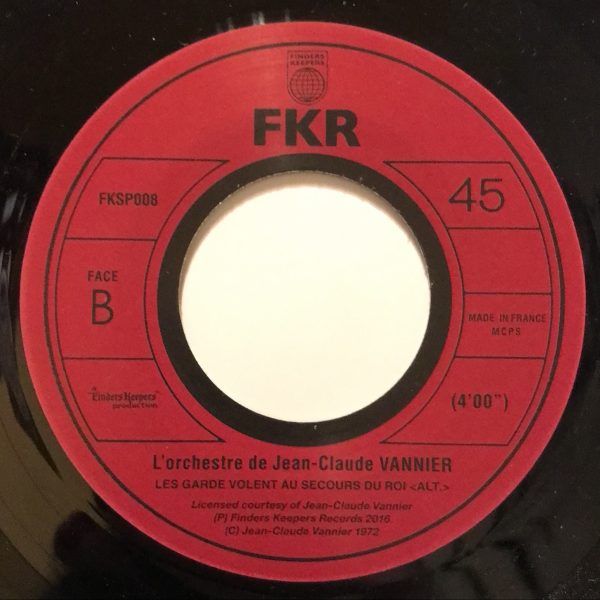 FINDERS
KEEPERS
FKR
FKSP008
45
FACE
B
MADE IN FRANCE
MCPS
A
"Finders Keepers"
production
(4'00")
L'orchestre de Jean-Claude VANNIER
LES GARDE VOLENT AU SECOURS DU ROI <ALT.>
Licensed courtesy of Jean-Claude Vannier
(P) Finders Keepers Records 2016
(C) Jean-Claude Vannier 1972